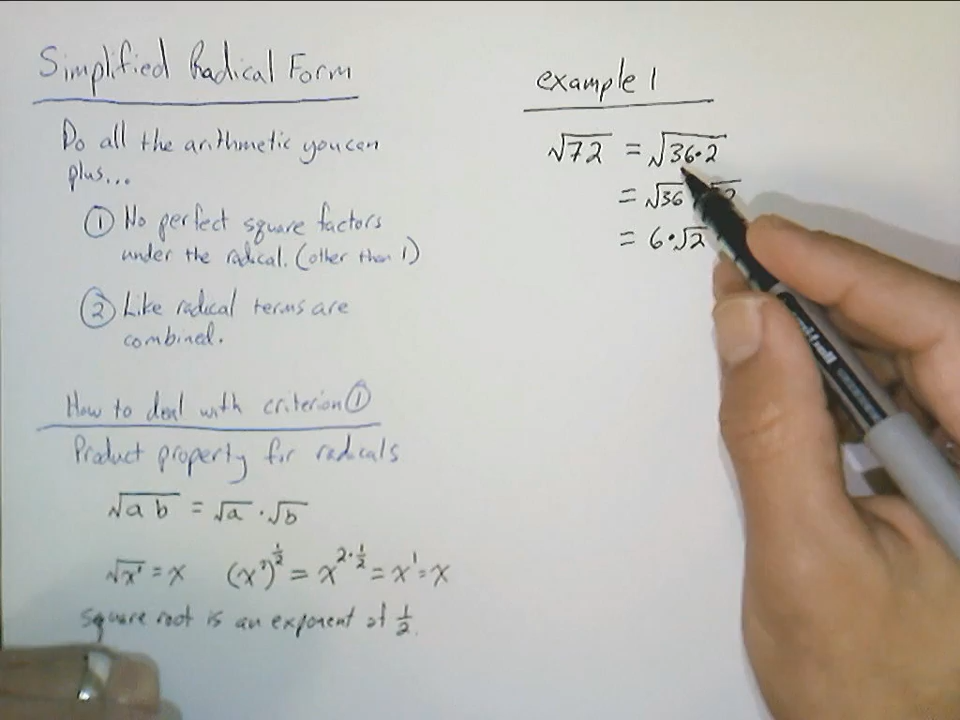 Simplified Radical Form
Do all the arithmetic you can
plus...
① No perfect square factors
under the radical. (other than 1)
② Like radical terms are
combined.
How to deal with criterion ①
Product property for radicals
√ab = √a · √b
√x² = x (x²)^½ = x^2·½ = x¹ = x
square root is an exponent of ½.
example 1
√72 = √36·2
= √36 √2
= 6·√2